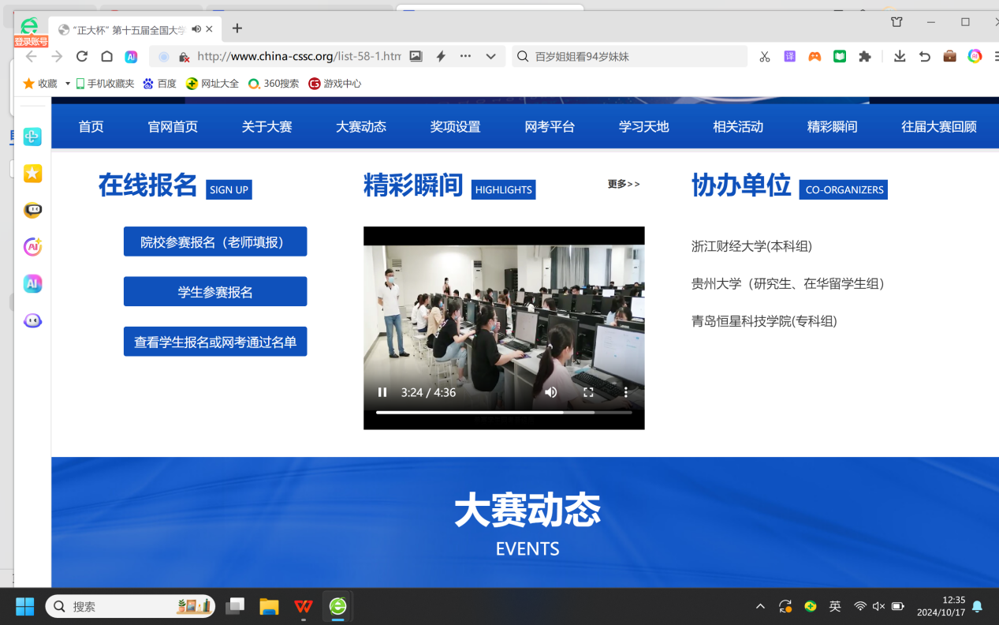 登录账号
“正大杯” 第十五届全国大学
http://www.china-cssc.org/list-58-1.htm
百岁姐姐看94岁妹妹
收藏 手机收藏夹 百度 网址大全 360搜索 游戏中心
首页 官网首页 关于大赛 大赛动态 奖项设置 网考平台 学习天地 相关活动 精彩瞬间 往届大赛回顾
在线报名 SIGN UP
院校参赛报名（老师填报）
学生参赛报名
查看学生报名或网考通过名单
精彩瞬间 HIGHLIGHTS 更多>>
3:24 / 4:36
协办单位 CO-ORGANIZERS
浙江财经大学(本科组)
贵州大学（研究生、在华留学生组）
青岛恒星科技学院(专科组)
大赛动态
EVENTS
搜索
英
12:35
2024/10/17